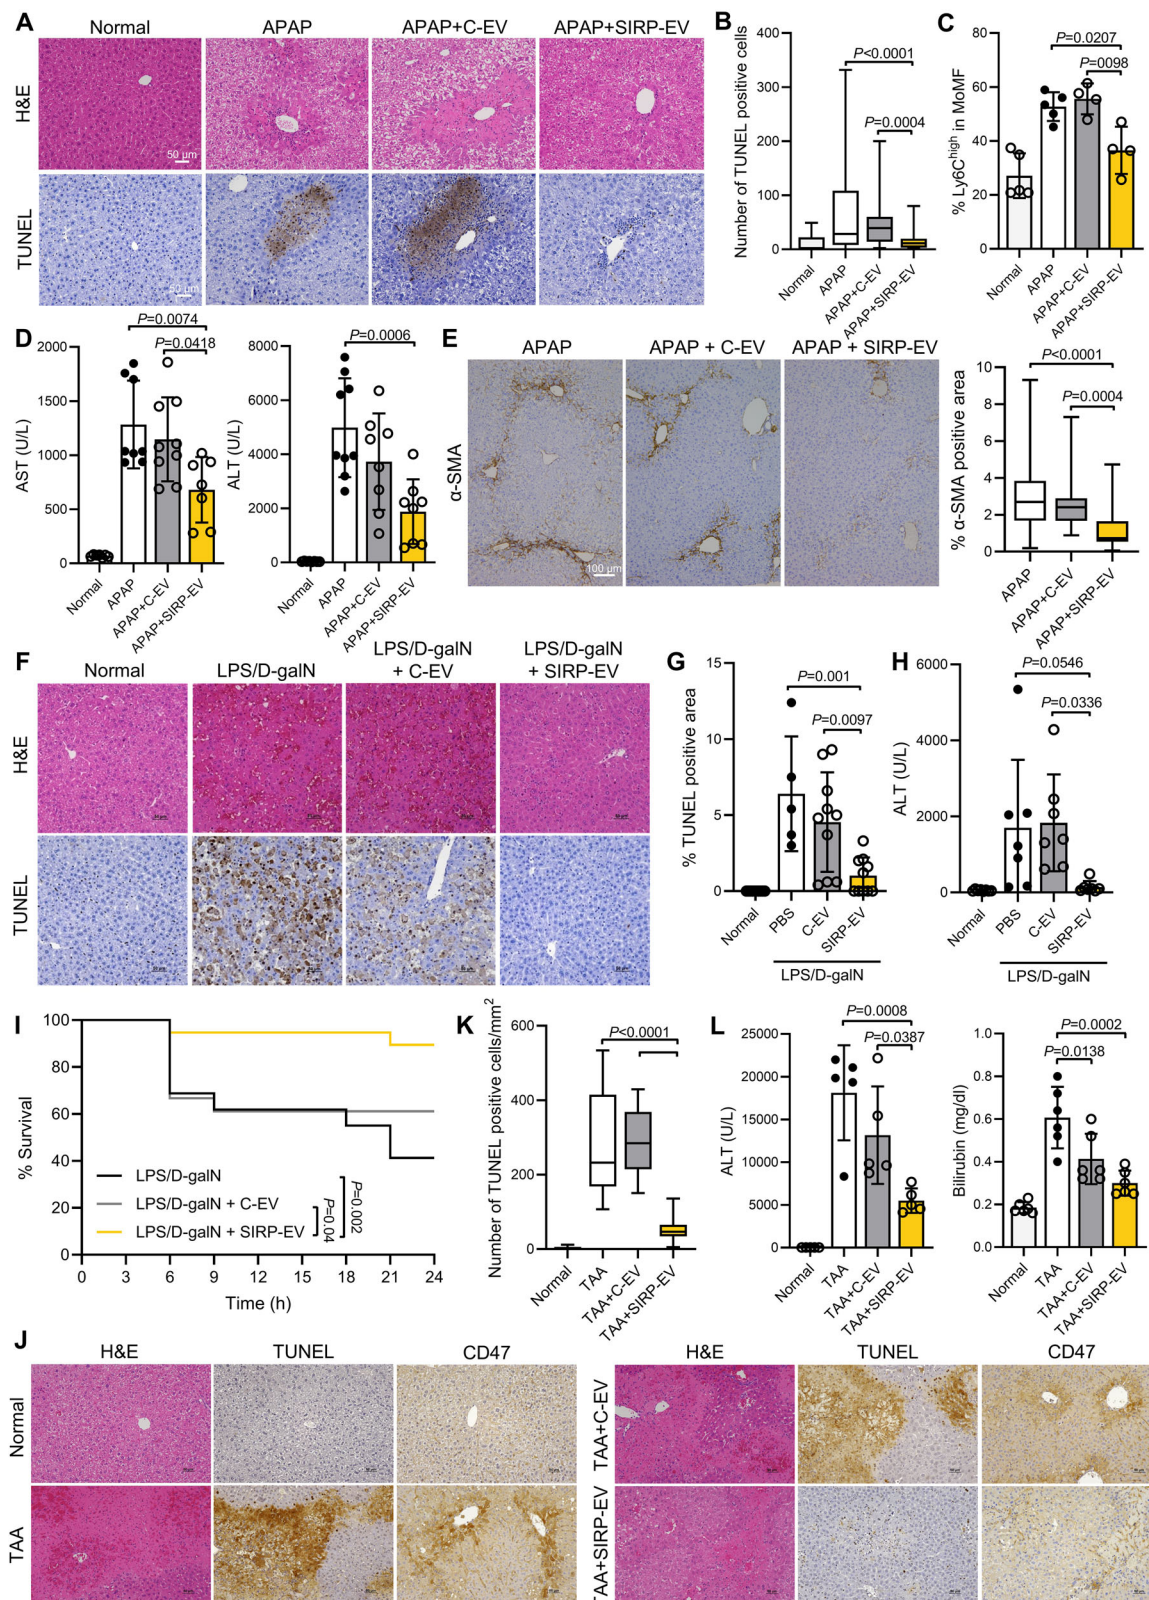 A
Normal
APAP
APAP+C-EV
APAP+SIRP-EV
H&E
50 µm
TUNEL
50 µm
B
Number of TUNEL positive cells
400
300
200
100
0
P<0.0001
P=0.0004
Normal
APAP
APAP+C-EV
APAP+SIRP-EV
C
% Ly6Chigh in MoMF
80
60
40
20
0
P=0.0207
P=0098
Normal
APAP
APAP+C-EV
APAP+SIRP-EV
D
AST (U/L)
2000
1500
1000
500
0
P=0.0074
P=0.0418
Normal
APAP
APAP+C-EV
APAP+SIRP-EV
ALT (U/L)
8000
6000
4000
2000
0
P=0.0006
Normal
APAP
APAP+C-EV
APAP+SIRP-EV
E
APAP
APAP + C-EV
APAP + SIRP-EV
α-SMA
100 µm
% α-SMA positive area
10
8
6
4
2
0
P<0.0001
P=0.0004
APAP
APAP+C-EV
APAP+SIRP-EV
F
Normal
LPS/D-galN
LPS/D-galN
+ C-EV
LPS/D-galN
+ SIRP-EV
H&E
TUNEL
G
% TUNEL positive area
15
10
5
0
P=0.001
P=0.0097
Normal
PBS
C-EV
SIRP-EV
LPS/D-galN
H
ALT (U/L)
6000
4000
2000
0
P=0.0546
P=0.0336
Normal
PBS
C-EV
SIRP-EV
LPS/D-galN
I
% Survival
100
80
60
40
20
0
LPS/D-galN
LPS/D-galN + C-EV
LPS/D-galN + SIRP-EV
P=0.04
P=0.002
0 3 6 9 12 15 18 21 24
Time (h)
K
Number of TUNEL positive cells/mm2
600
400
200
0
P<0.0001
Normal
TAA
TAA+C-EV
TAA+SIRP-EV
L
ALT (U/L)
25000
20000
15000
10000
5000
0
P=0.0008
P=0.0387
Normal
TAA
TAA+C-EV
TAA+SIRP-EV
Bilirubin (mg/dl)
1.0
0.8
0.6
0.4
0.2
0.0
P=0.0002
P=0.0138
Normal
TAA
TAA+C-EV
TAA+SIRP-EV
J
H&E
TUNEL
CD47
Normal
TAA
H&E
TUNEL
CD47
TAA+C-EV
TAA+SIRP-EV